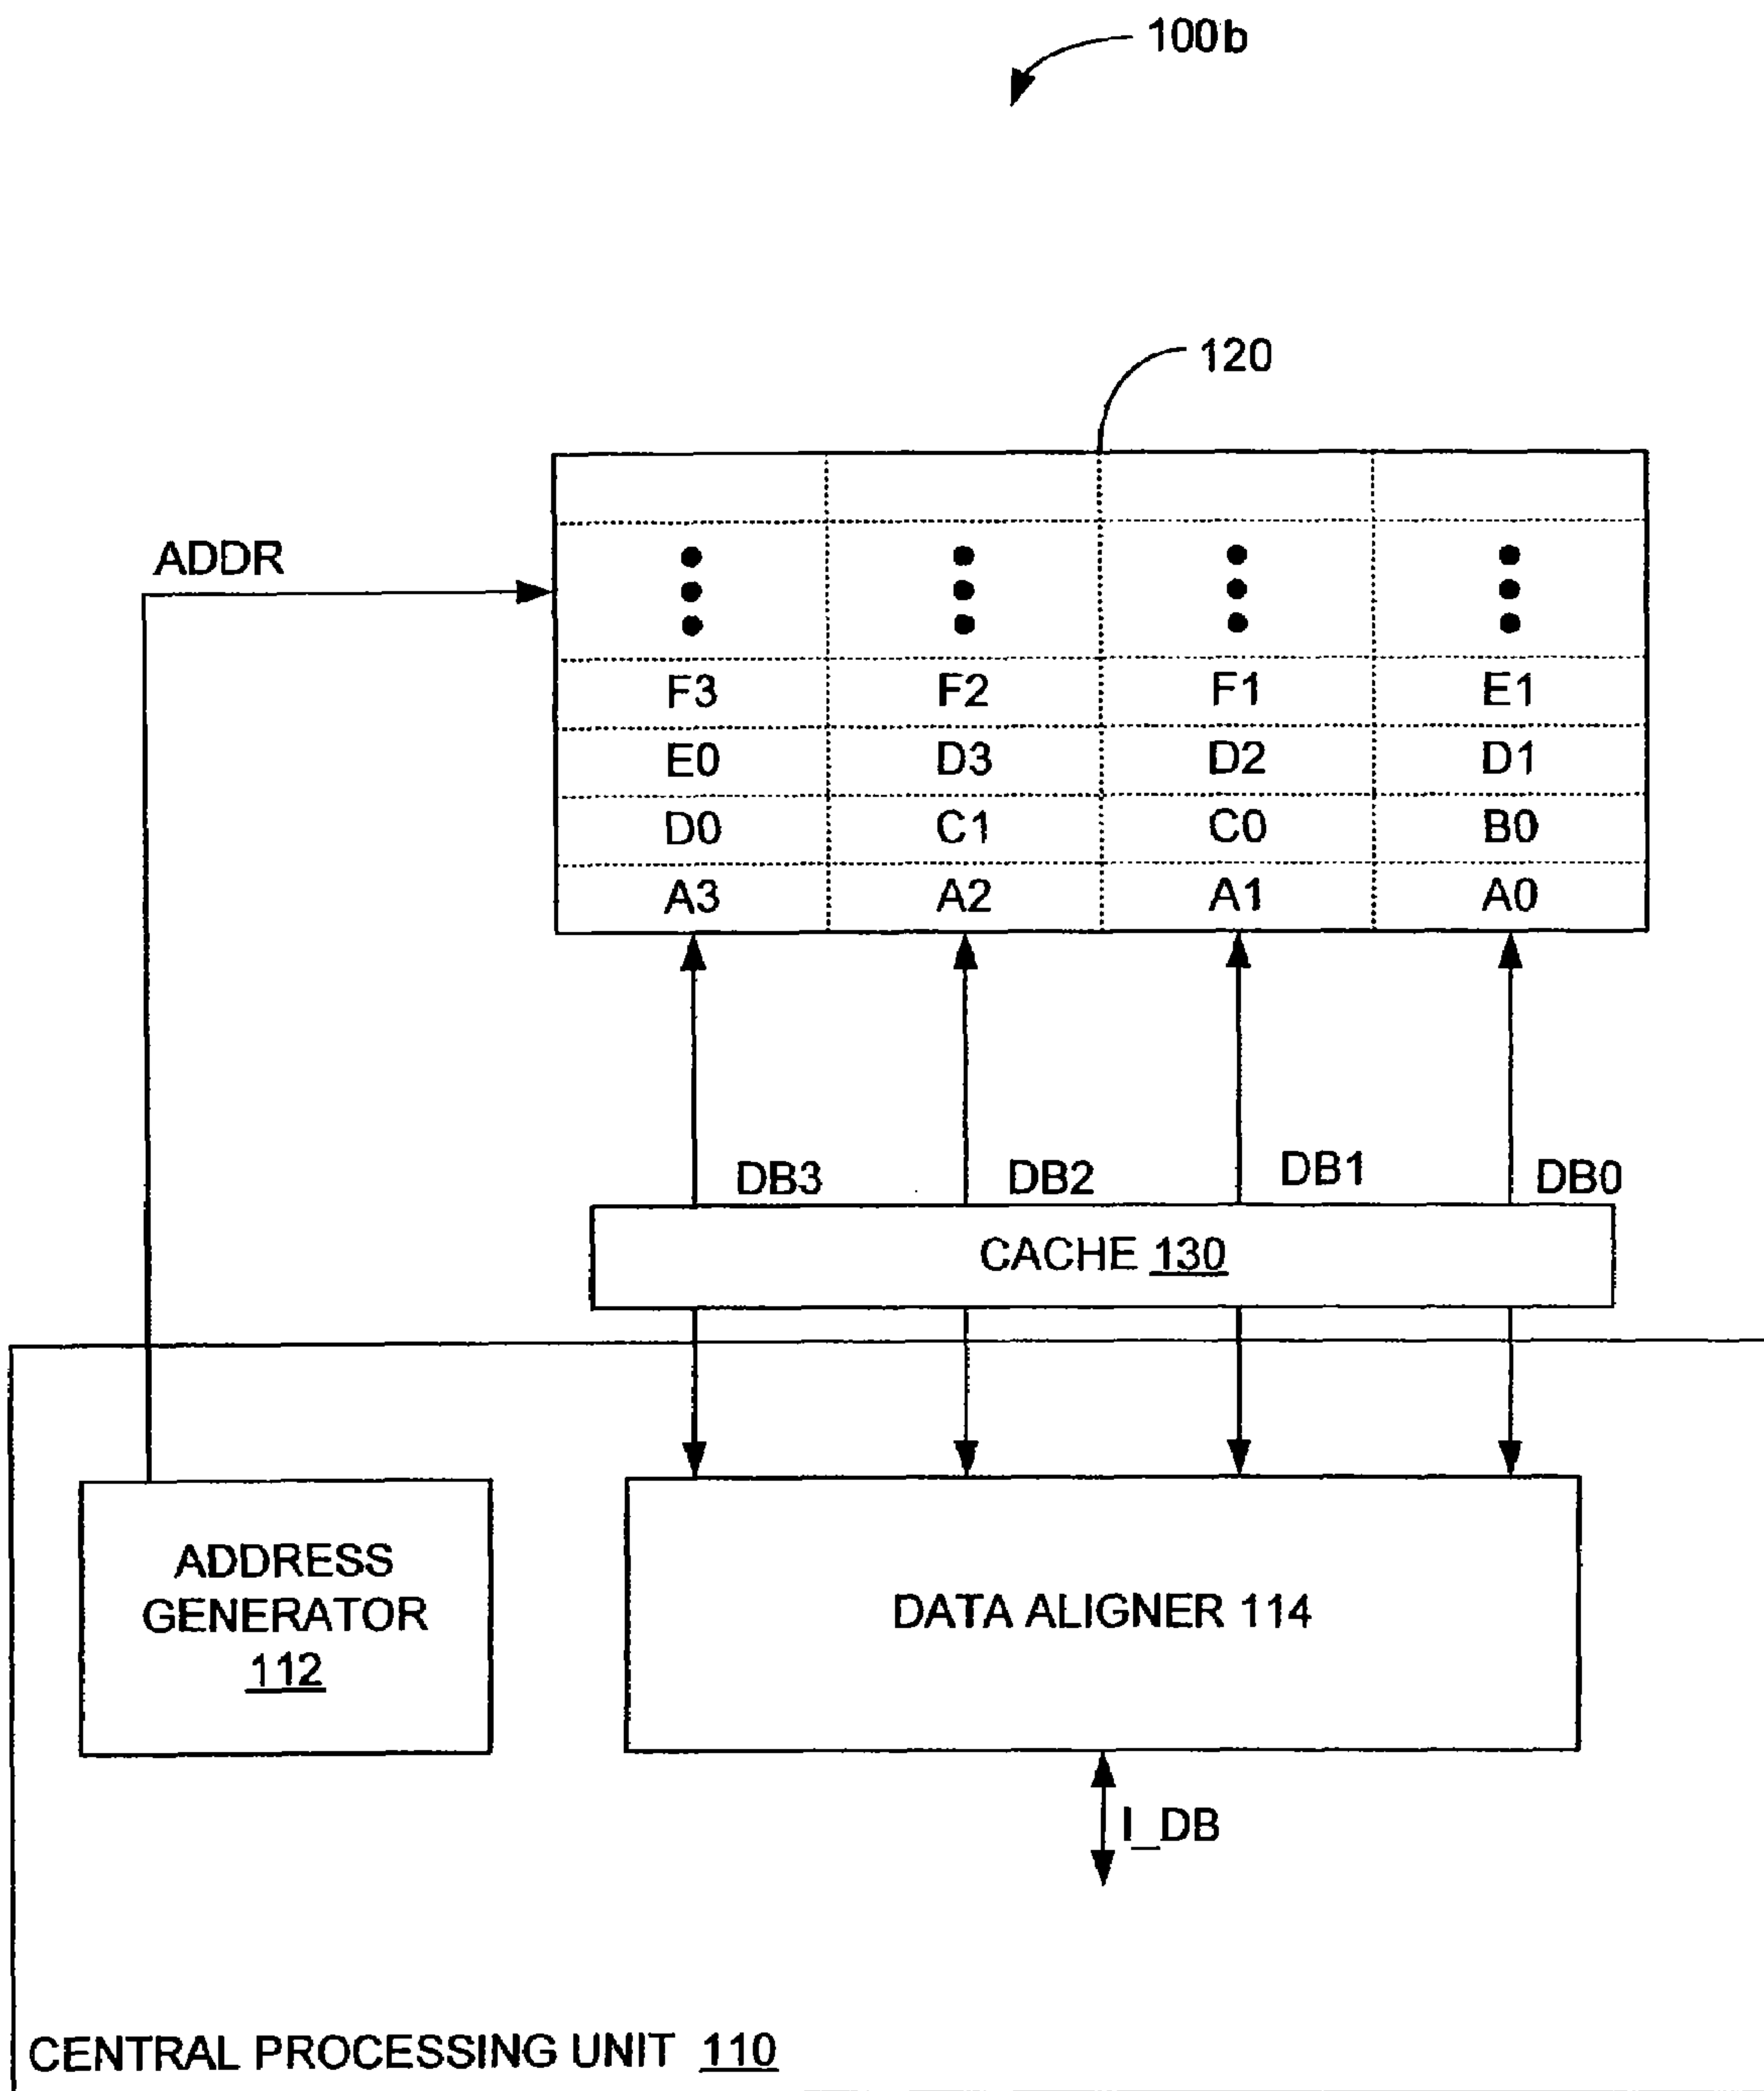 100b
120
ADDR
F3 F2 F1 E1
E0 D3 D2 D1
D0 C1 C0 B0
A3 A2 A1 A0
DB3 DB2 DB1 DB0
CACHE 130
ADDRESS
GENERATOR
112
DATA ALIGNER 114
I_DB
CENTRAL PROCESSING UNIT 110